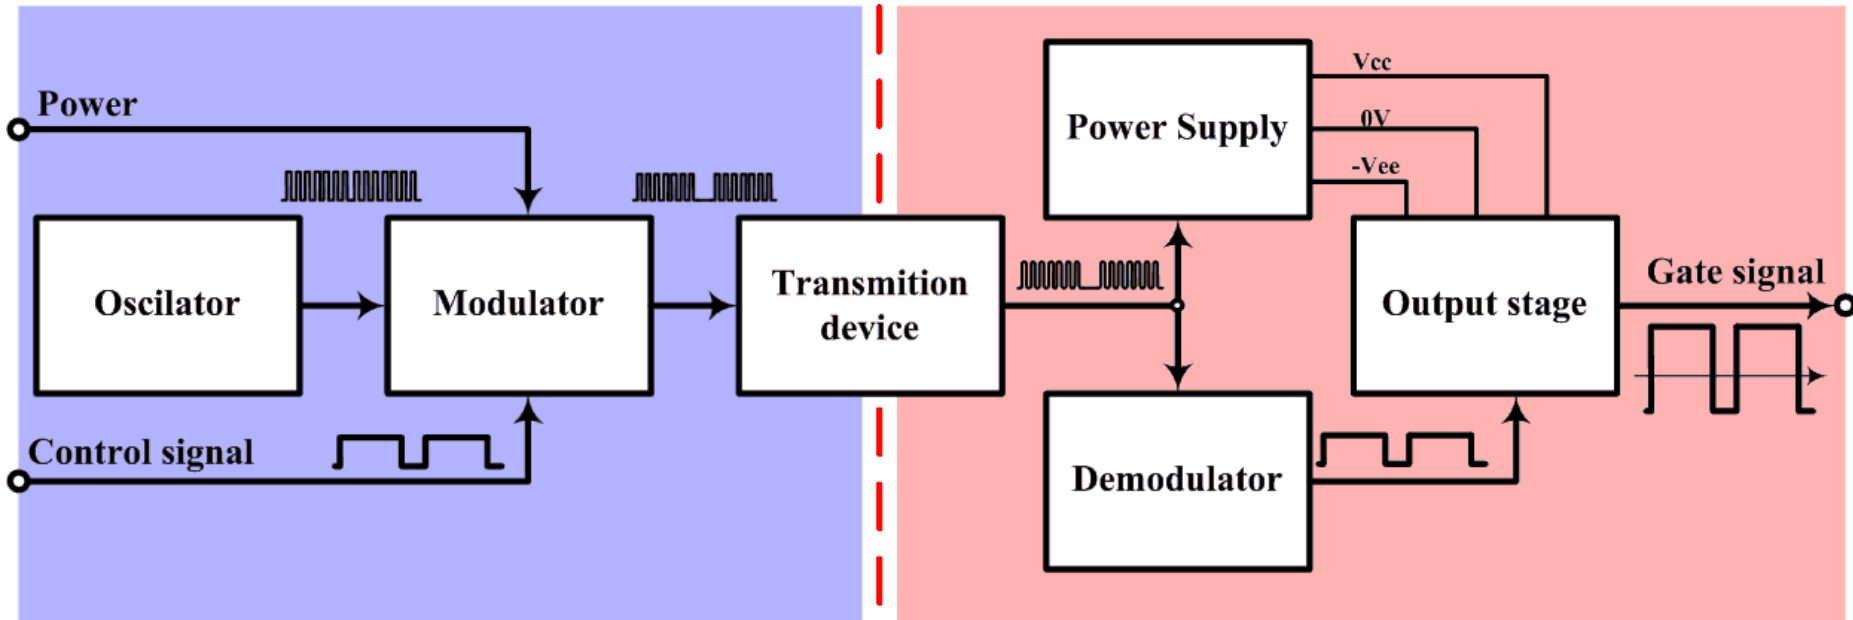 Power
Oscilator
Modulator
Transmition
device
Control signal
Power Supply
Vcc
0V
-Vee
Output stage
Gate signal
Demodulator